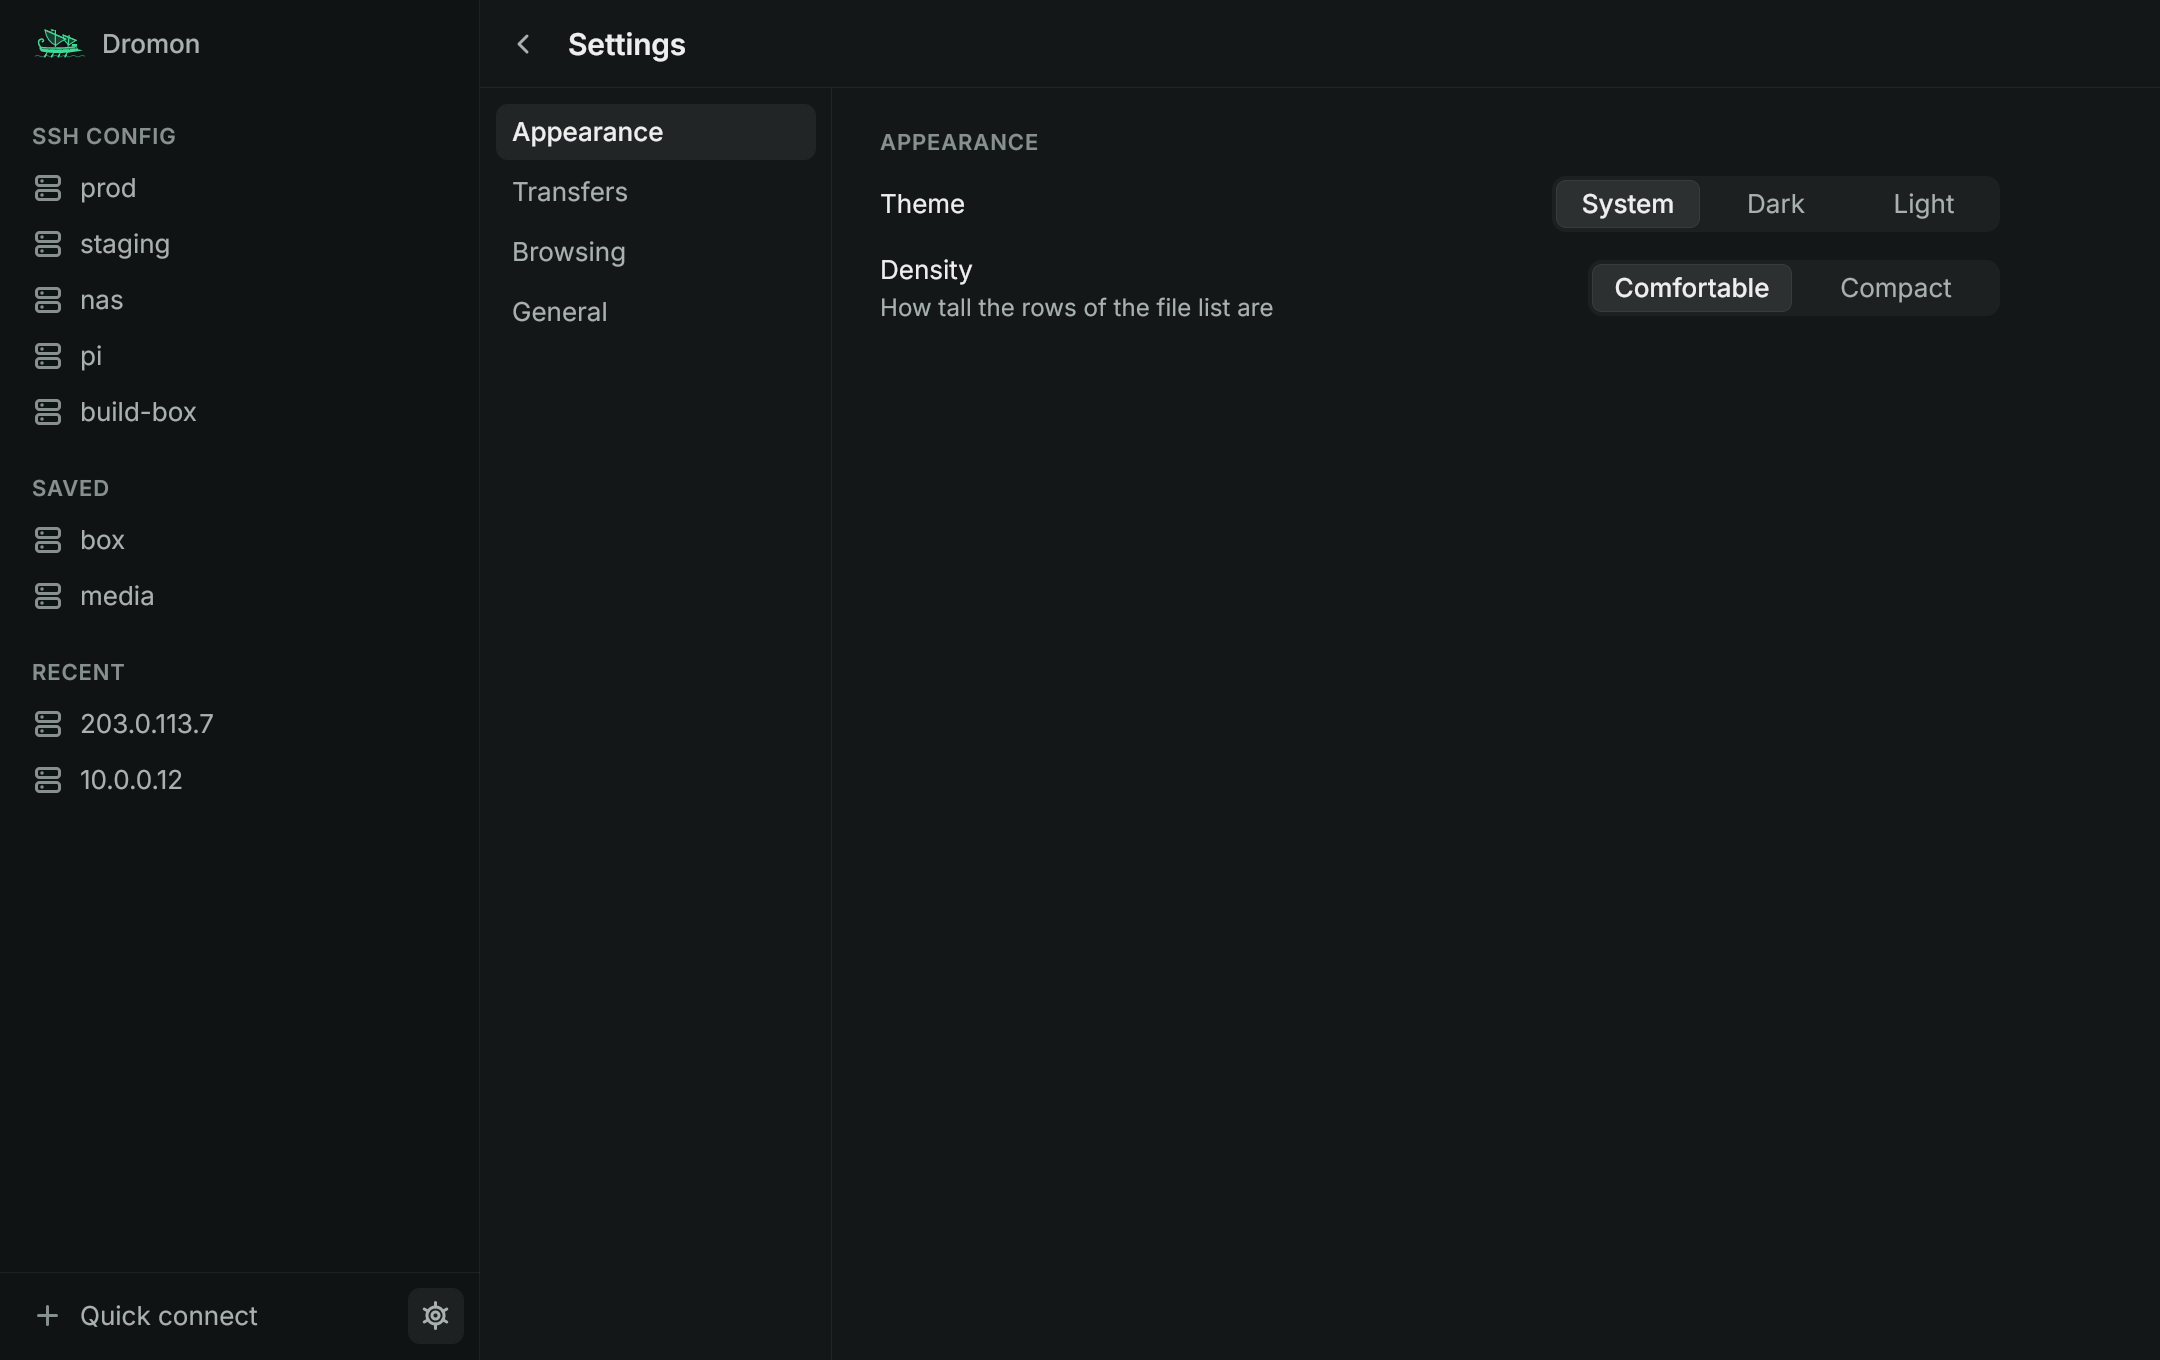 Dromon
SSH CONFIG
prod
staging
nas
pi
build-box
SAVED
box
media
RECENT
203.0.113.7
10.0.0.12
Quick connect
Settings
Appearance
Transfers
Browsing
General
APPEARANCE
Theme
System Dark Light
Density
How tall the rows of the file list are
Comfortable Compact